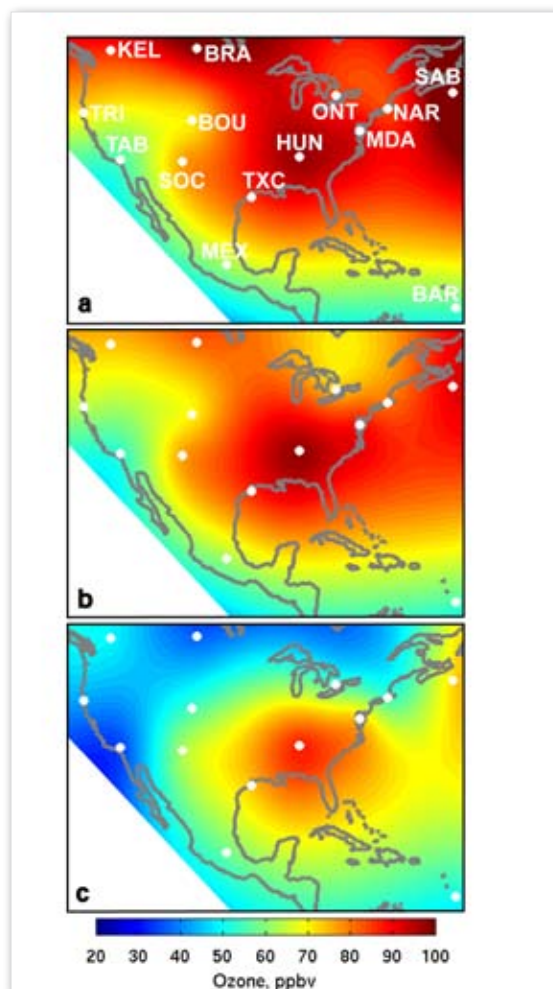 KEL BRA
SAB
TRI BOU ONT NAR
TAB HUN MDA
SOC TXC
MEX
a BAR
b
c
20 30 40 50 60 70 80 90 100
Ozone, ppbv